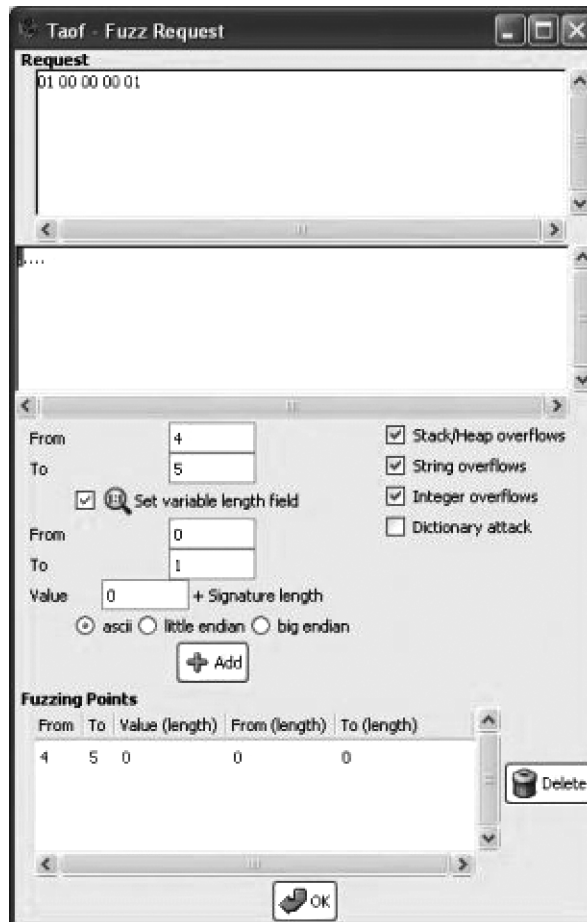 Taof - Fuzz Request
Request
01 00 00 00 01
.....
From 4
To 5
Set variable length field
From 0
To 1
Value 0 + Signature length
ascii little endian big endian
Stack/Heap overflows
String overflows
Integer overflows
Dictionary attack
Add
Fuzzing Points
From To Value (length) From (length) To (length)
4 5 0 0 0
Delete
OK